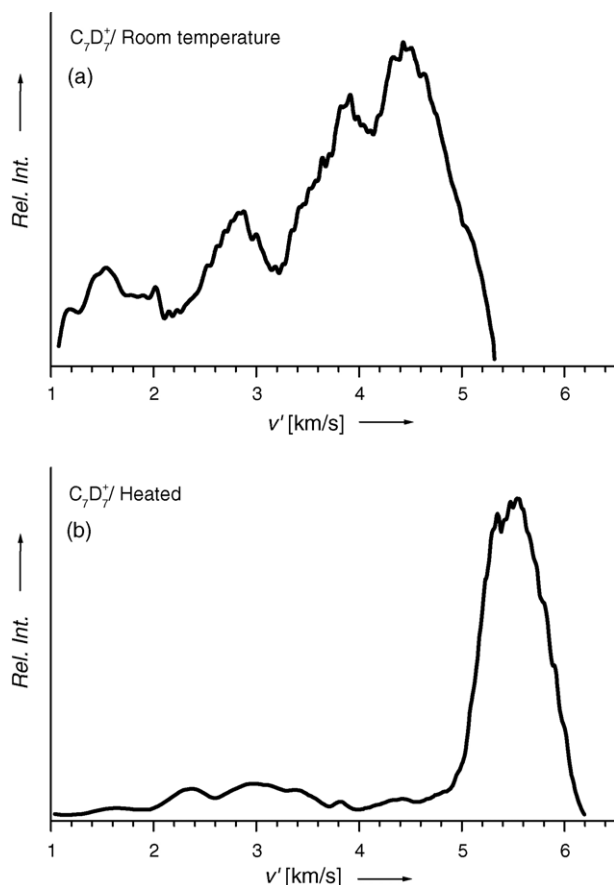 C₇D₇⁺/ Room temperature
(a)
Rel. Int.
1 2 3 4 5 6
v' [km/s]
C₇D₇⁺/ Heated
(b)
Rel. Int.
1 2 3 4 5 6
v' [km/s]